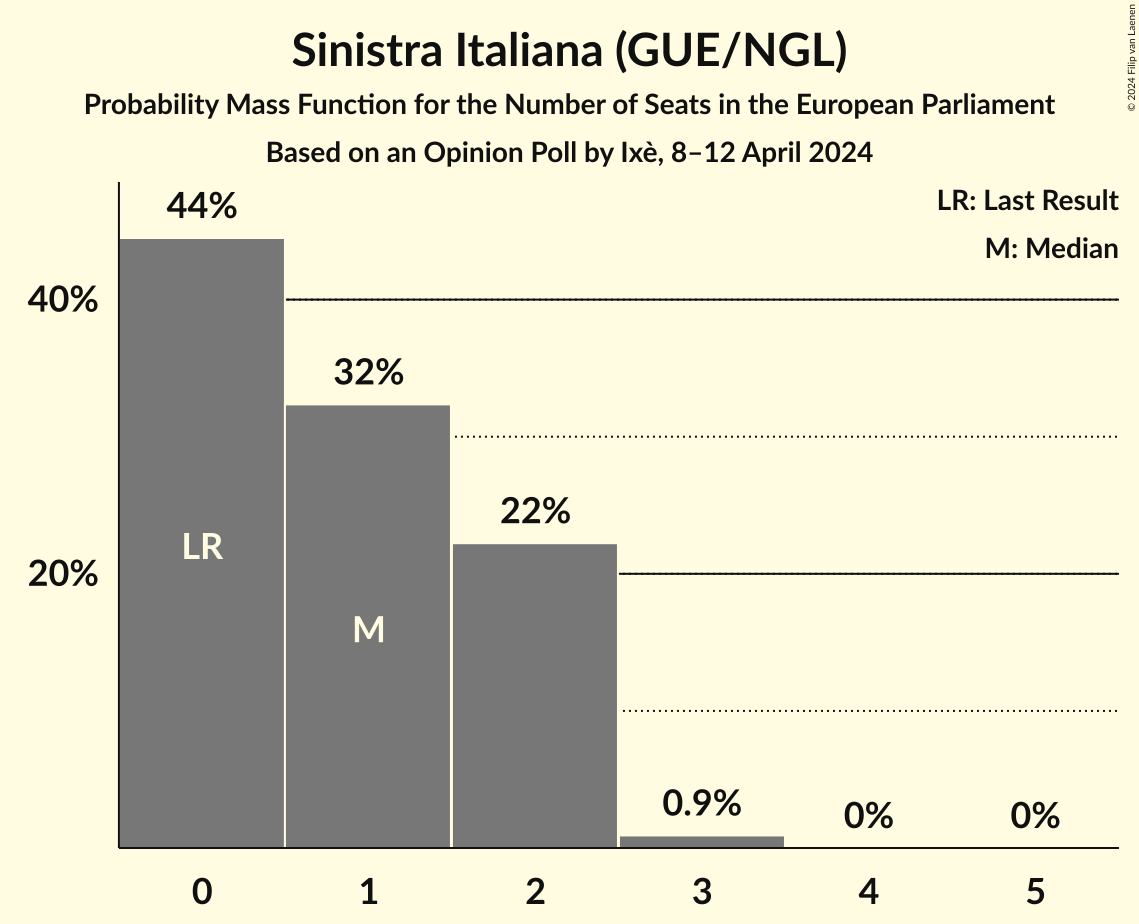 Sinistra Italiana (GUE/NGL)
Probability Mass Function for the Number of Seats in the European Parliament
Based on an Opinion Poll by Ixè, 8–12 April 2024
© 2024 Filip van Laenen
LR: Last Result
M: Median
44%
40%
32%
22%
LR
20%
M
0.9%
0%
0%
0
1
2
3
4
5